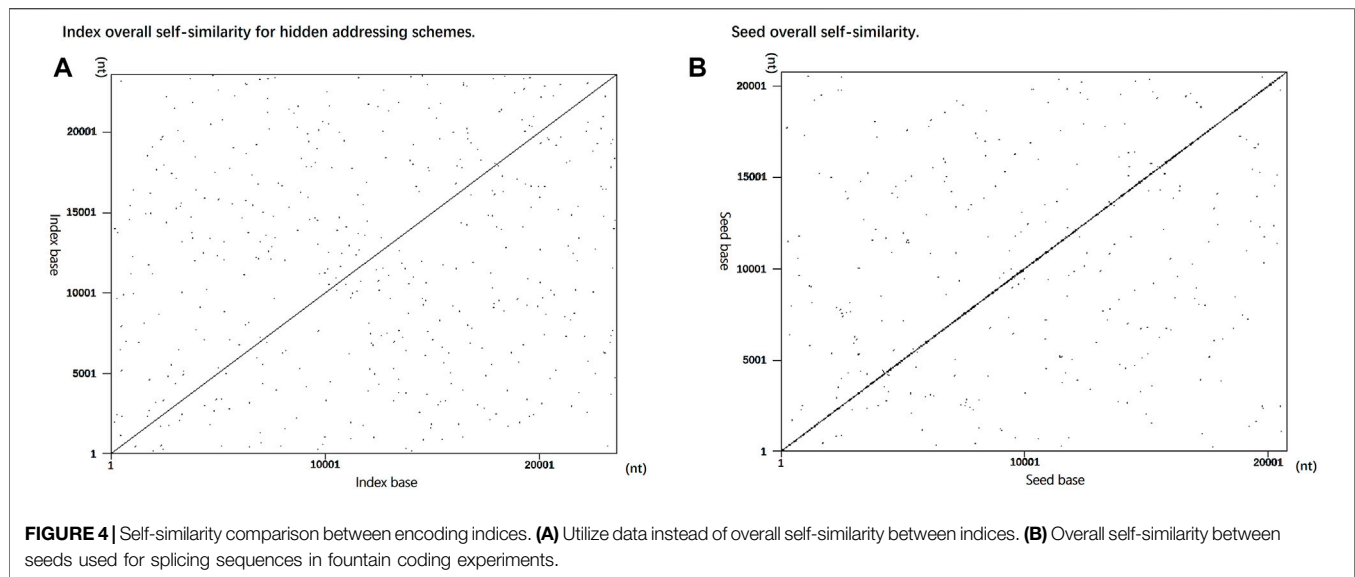 Index overall self-similarity for hidden addressing schemes.
A
(nt)
20001
15001
10001
5001
1
Index base
1
10001
20001
(nt)
Index base
Seed overall self-similarity.
B
(nt)
20001
15001
10001
5001
1
Seed base
1
10001
20001
(nt)
Seed base
FIGURE 4 | Self-similarity comparison between encoding indices. (A) Utilize data instead of overall self-similarity between indices. (B) Overall self-similarity between
seeds used for splicing sequences in fountain coding experiments.